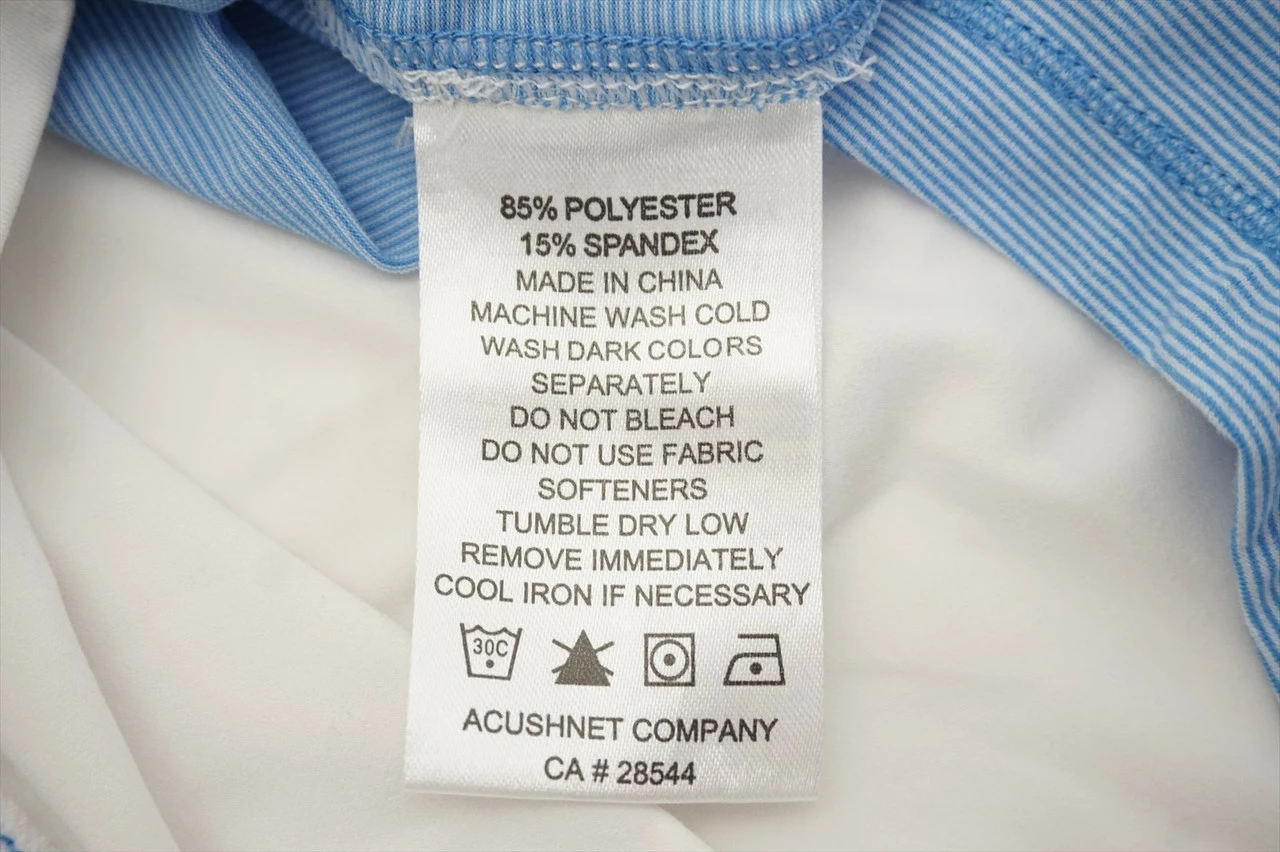 85% POLYESTER
15% SPANDEX
MADE IN CHINA
MACHINE WASH COLD
WASH DARK COLORS
SEPARATELY
DO NOT BLEACH
DO NOT USE FABRIC
SOFTENERS
TUMBLE DRY LOW
REMOVE IMMEDIATELY
COOL IRON IF NECESSARY
30C
ACUSHNET COMPANY
CA # 28544